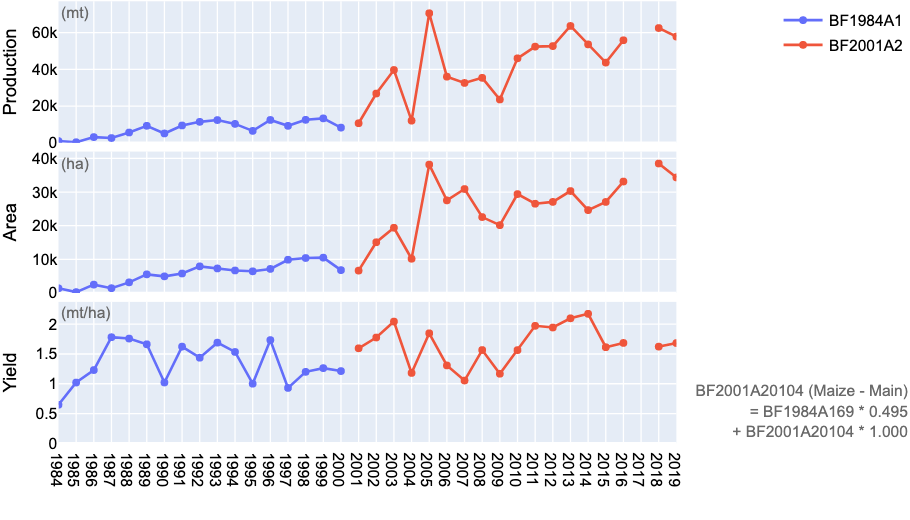 (mt)
Production
60k
40k
20k
0
BF1984A1
BF2001A2
(ha)
Area
40k
30k
20k
10k
0
(mt/ha)
Yield
2
1.5
1
0.5
0
1984
1985
1986
1987
1988
1989
1990
1991
1992
1993
1994
1995
1996
1997
1998
1999
2000
2001
2002
2003
2004
2005
2006
2007
2008
2009
2010
2011
2012
2013
2014
2015
2016
2017
2018
2019
BF2001A20104 (Maize - Main)
= BF1984A169 * 0.495
+ BF2001A20104 * 1.000